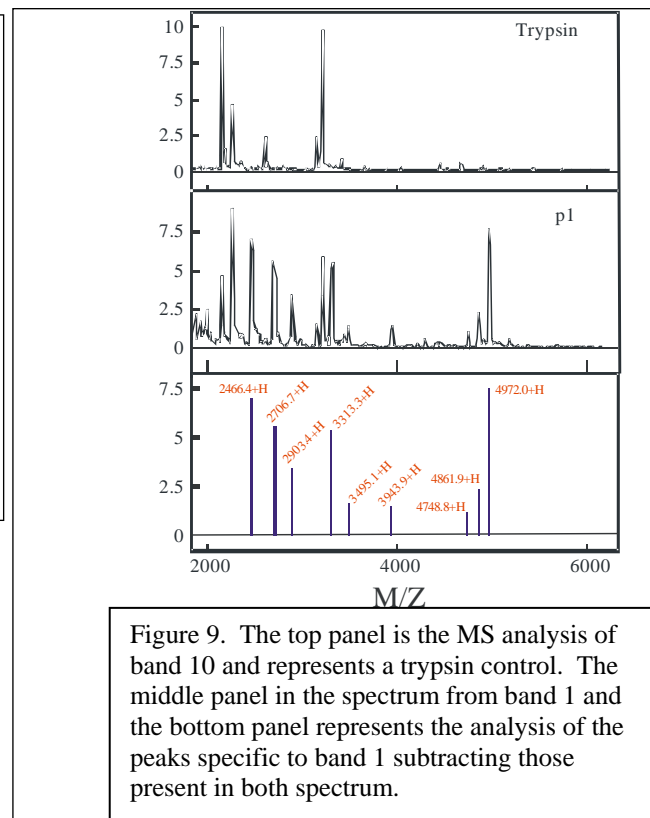 Trypsin
10
7.5
5
2.5
0
p1
7.5
5
2.5
0
2466.4+H
2706.7+H
2903.4+H
3313.3+H
3495.1+H
3943.9+H
4748.8+H
4861.9+H
4972.0+H
7.5
5
2.5
0
2000 4000 6000
M/Z
Figure 9. The top panel is the MS analysis of
band 10 and represents a trypsin control. The
middle panel in the spectrum from band 1 and
the bottom panel represents the analysis of the
peaks specific to band 1 subtracting those
present in both spectrum.